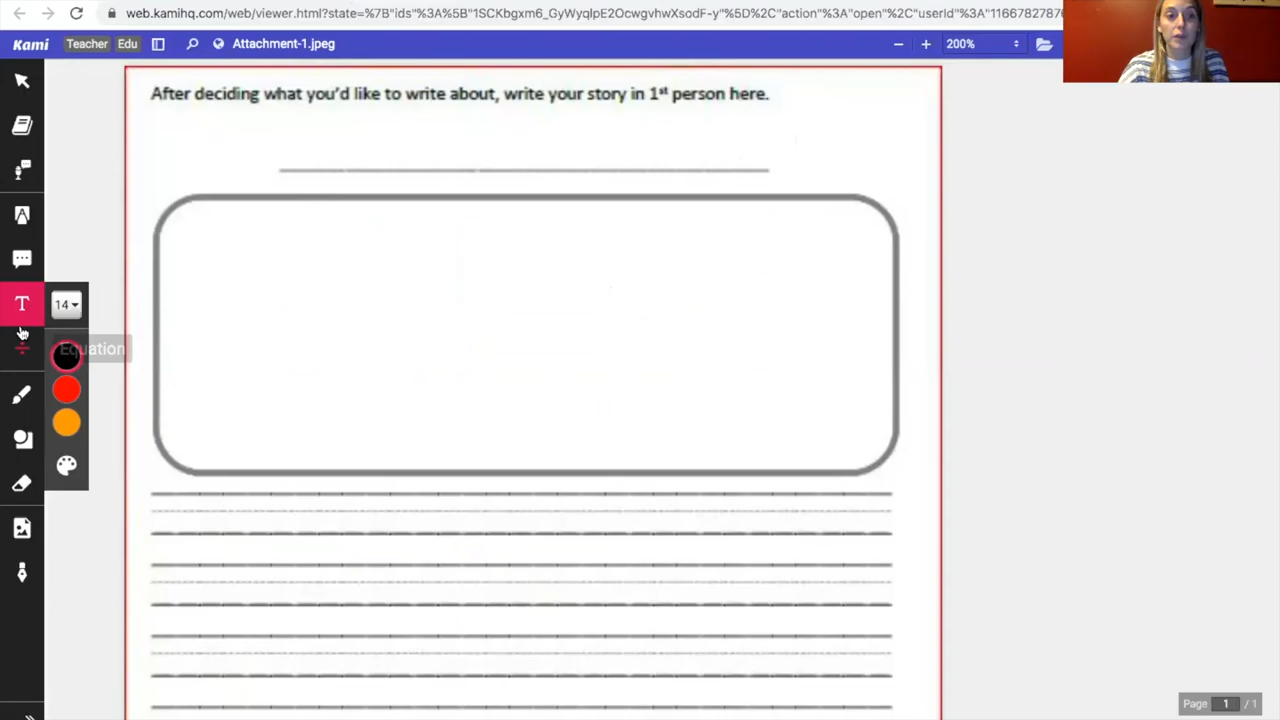 web.kamihq.com/web/viewer.html?state=%7B"ids"%3A%5B"1SCKbgxm6_GyWyqlpE2OcwgvhwXsodF-y"%5D%2C"action"%3A"open"%2C"userId"%3A"11667827876
Kami Teacher Edu Attachment-1.jpeg 200%
After deciding what you'd like to write about, write your story in 1st person here.
T 14
Equation
Page 1 / 1